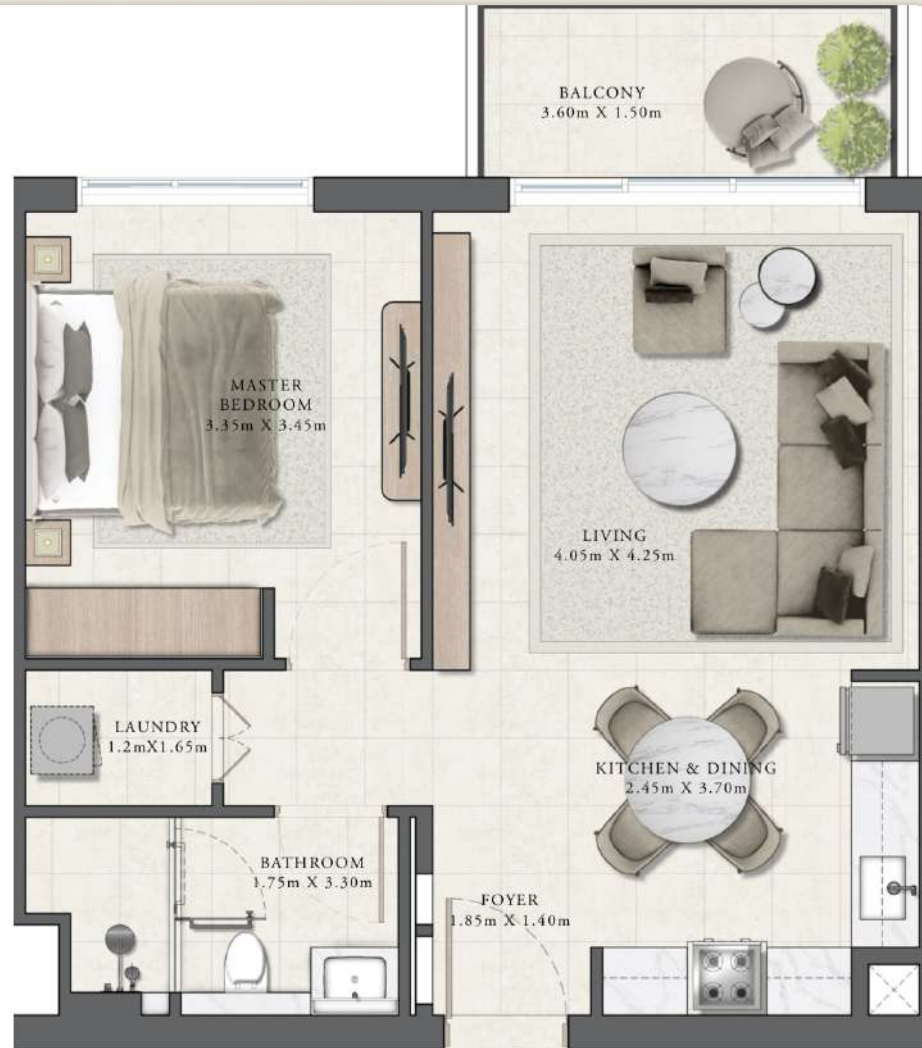 BALCONY
3.60m X 1.50m
MASTER
BEDROOM
3.35m X 3.45m
LIVING
4.05m X 4.25m
LAUNDRY
1.2mX1.65m
KITCHEN & DINING
2.45m X 3.70m
BATHROOM
1.75m X 3.30m
FOYER
1.85m X 1.40m